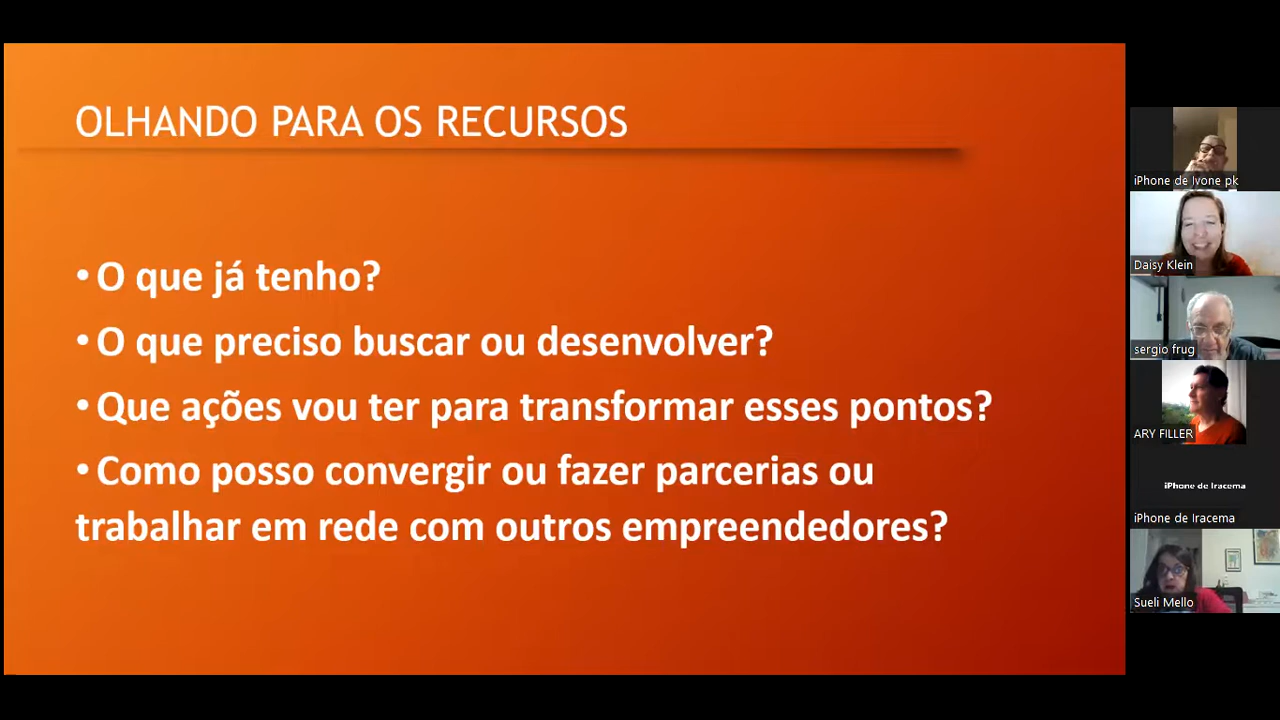 OLHANDO PARA OS RECURSOS
• O que já tenho?
• O que preciso buscar ou desenvolver?
• Que ações vou ter para transformar esses pontos?
• Como posso convergir ou fazer parcerias ou
trabalhar em rede com outros empreendedores?
iPhone de Ivone pk
Daisy Klein
sergio frug
ARY FILLER
iPhone de Iracema
iPhone de Iracema
Sueli Mello